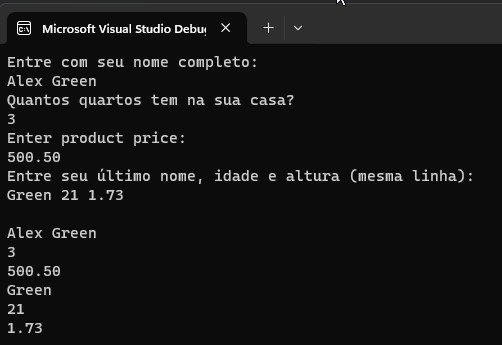 Microsoft Visual Studio Debug
Entre com seu nome completo:
Alex Green
Quantos quartos tem na sua casa?
3
Enter product price:
500.50
Entre seu último nome, idade e altura (mesma linha):
Green 21 1.73
Alex Green
3
500.50
Green
21
1.73